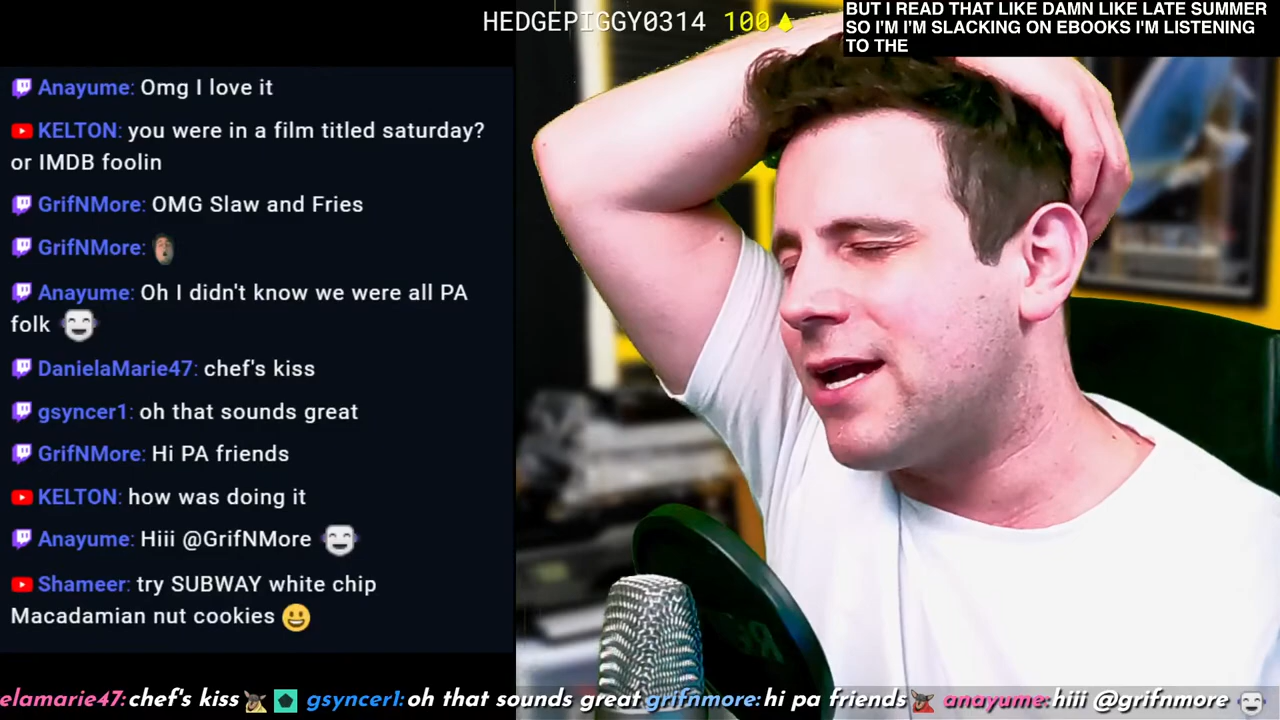 HEDGEPIGGY0314 100
BUT I READ THAT LIKE DAMN LIKE LATE SUMMER
SO I'M I'M SLACKING ON EBOOKS I'M LISTENING
TO THE
Anayume: Omg I love it
KELTON: you were in a film titled saturday?
or IMDB foolin
GrifNMore: OMG Slaw and Fries
GrifNMore:
Anayume: Oh I didn't know we were all PA
folk
DanielaMarie47: chef's kiss
gsyncer1: oh that sounds great
GrifNMore: Hi PA friends
KELTON: how was doing it
Anayume: Hiii @GrifNMore
Shameer: try SUBWAY white chip
Macadamian nut cookies 😀
elamarie47: chef's kiss gsyncer1: oh that sounds great grifnmore: hi pa friends anayume: hiii @grifnmore